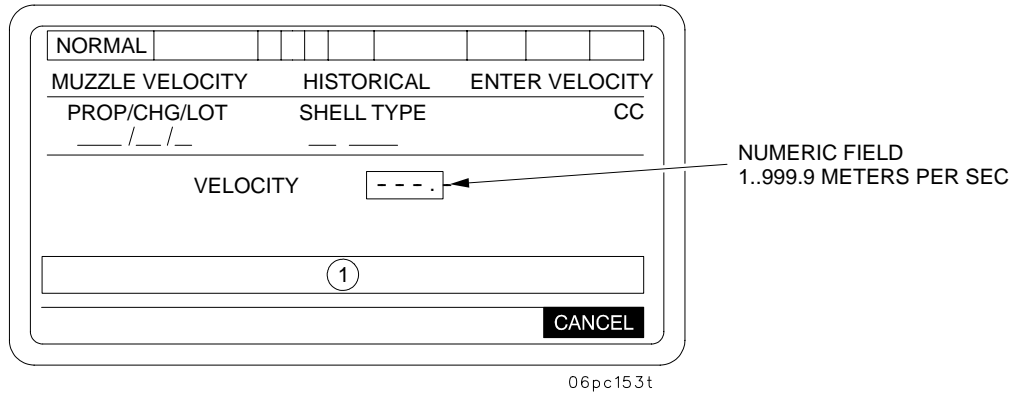 NORMAL
MUZZLE VELOCITY HISTORICAL ENTER VELOCITY
PROP/CHG/LOT SHELL TYPE CC
____ /__ /_ __ ____
VELOCITY - - - .-
NUMERIC FIELD
1..999.9 METERS PER SEC
1
CANCEL
06pc153t